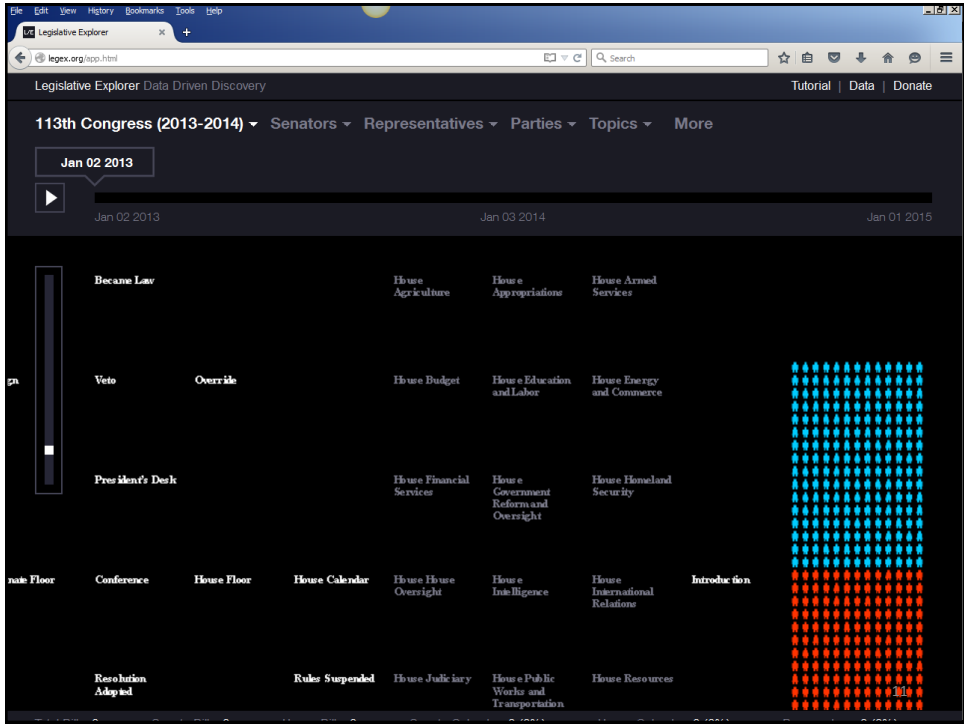 File Edit View History Bookmarks Tools Help
L/E Legislative Explorer × +
legex.org/app.html Search
Legislative Explorer Data Driven Discovery Tutorial | Data | Donate
113th Congress (2013-2014) Senators Representatives Parties Topics More
Jan 02 2013
Jan 02 2013 Jan 03 2014 Jan 01 2015
Became Law House Agriculture House Appropriations House Armed Services
gn Veto Override House Budget House Education and Labor House Energy and Commerce
President's Desk House Financial Services House Government Reform and Oversight House Homeland Security
nate Floor Conference House Floor House Calendar House House Oversight House Intelligence House International Relations Introduction
Resolution Adopted Rules Suspended House Judiciary House Public Works and Transportation House Resources
11